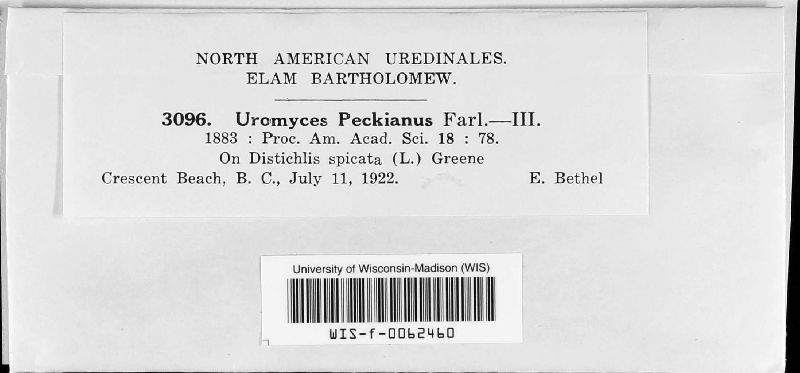 NORTH AMERICAN UREDINALES.
ELAM BARTHOLOMEW.
3096. Uromyces Peckianus Farl.—III.
1883 : Proc. Am. Acad. Sci. 18 : 78.
On Distichlis spicata (L.) Greene
Crescent Beach, B. C., July 11, 1922. E. Bethel
University of Wisconsin-Madison (WIS)
WIS-f-0062460